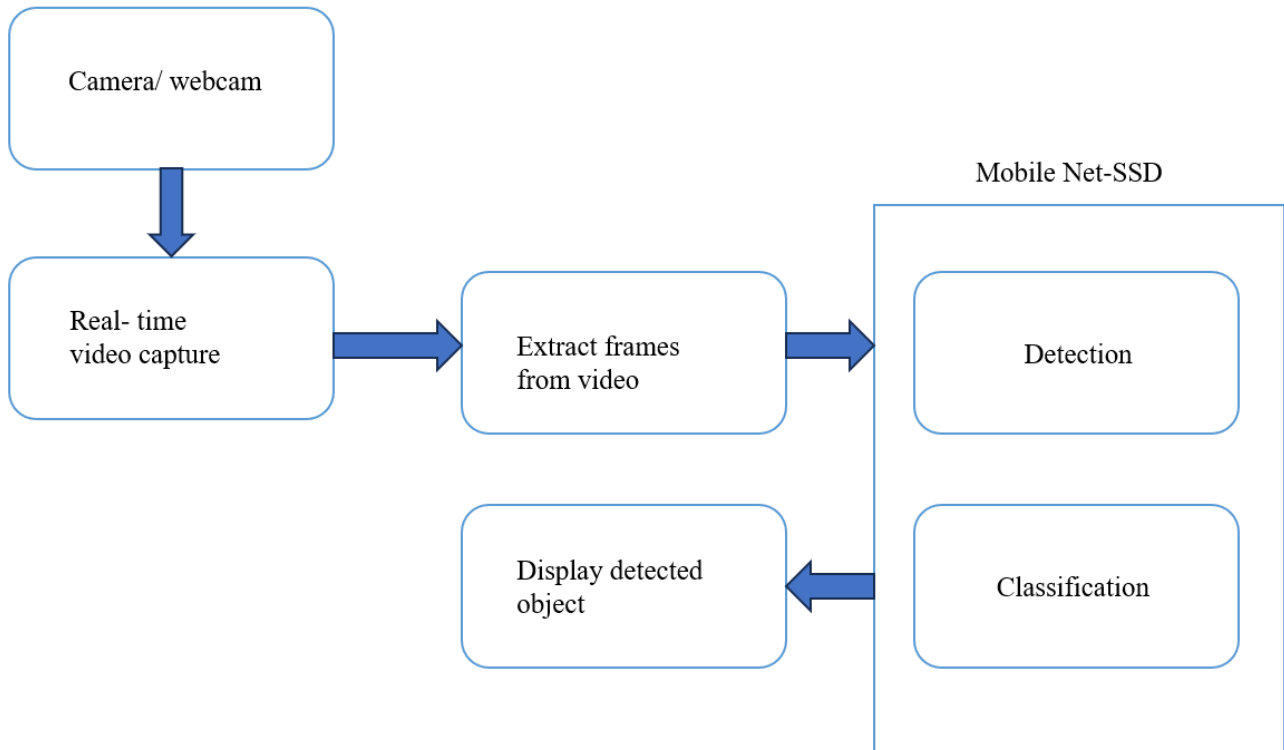 Camera/ webcam
Real- time
video capture
Extract frames
from video
Mobile Net-SSD
Detection
Classification
Display detected
object